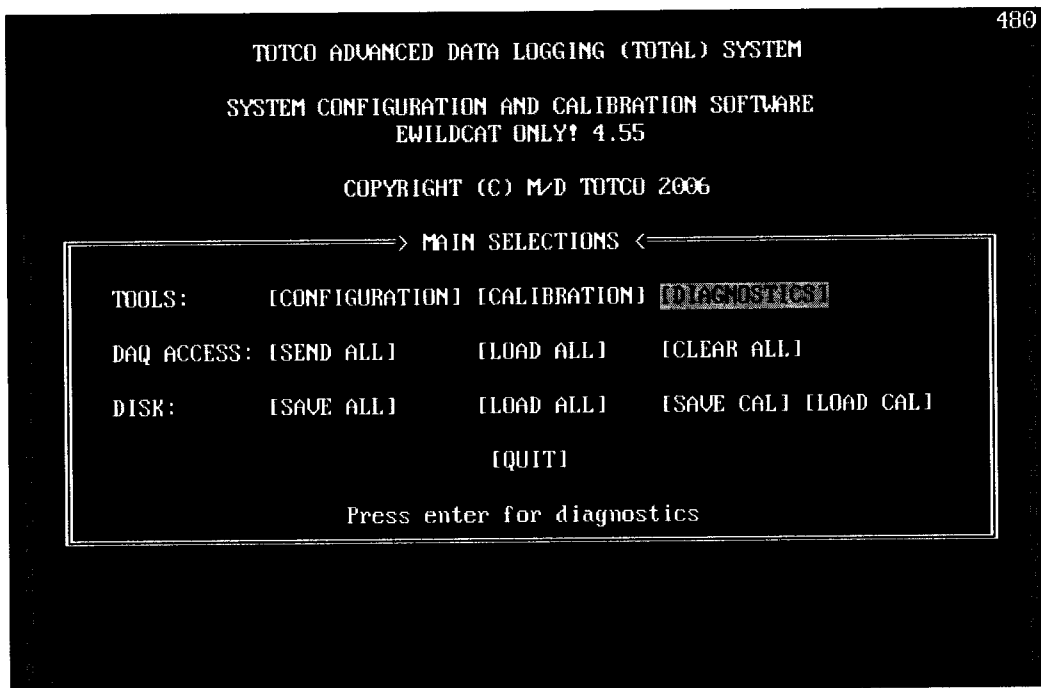 480
TOTCO ADVANCED DATA LOGGING (TOTAL) SYSTEM
SYSTEM CONFIGURATION AND CALIBRATION SOFTWARE
EWILDCAT ONLY! 4.55
COPYRIGHT (C) M/D TOTCO 2006
> MAIN SELECTIONS <
TOOLS: [CONFIGURATION] [CALIBRATION] [DIAGNOSTICS]
DAQ ACCESS: [SEND ALL] [LOAD ALL] [CLEAR ALL]
DISK: [SAVE ALL] [LOAD ALL] [SAVE CAL] [LOAD CAL]
[QUIT]
Press enter for diagnostics